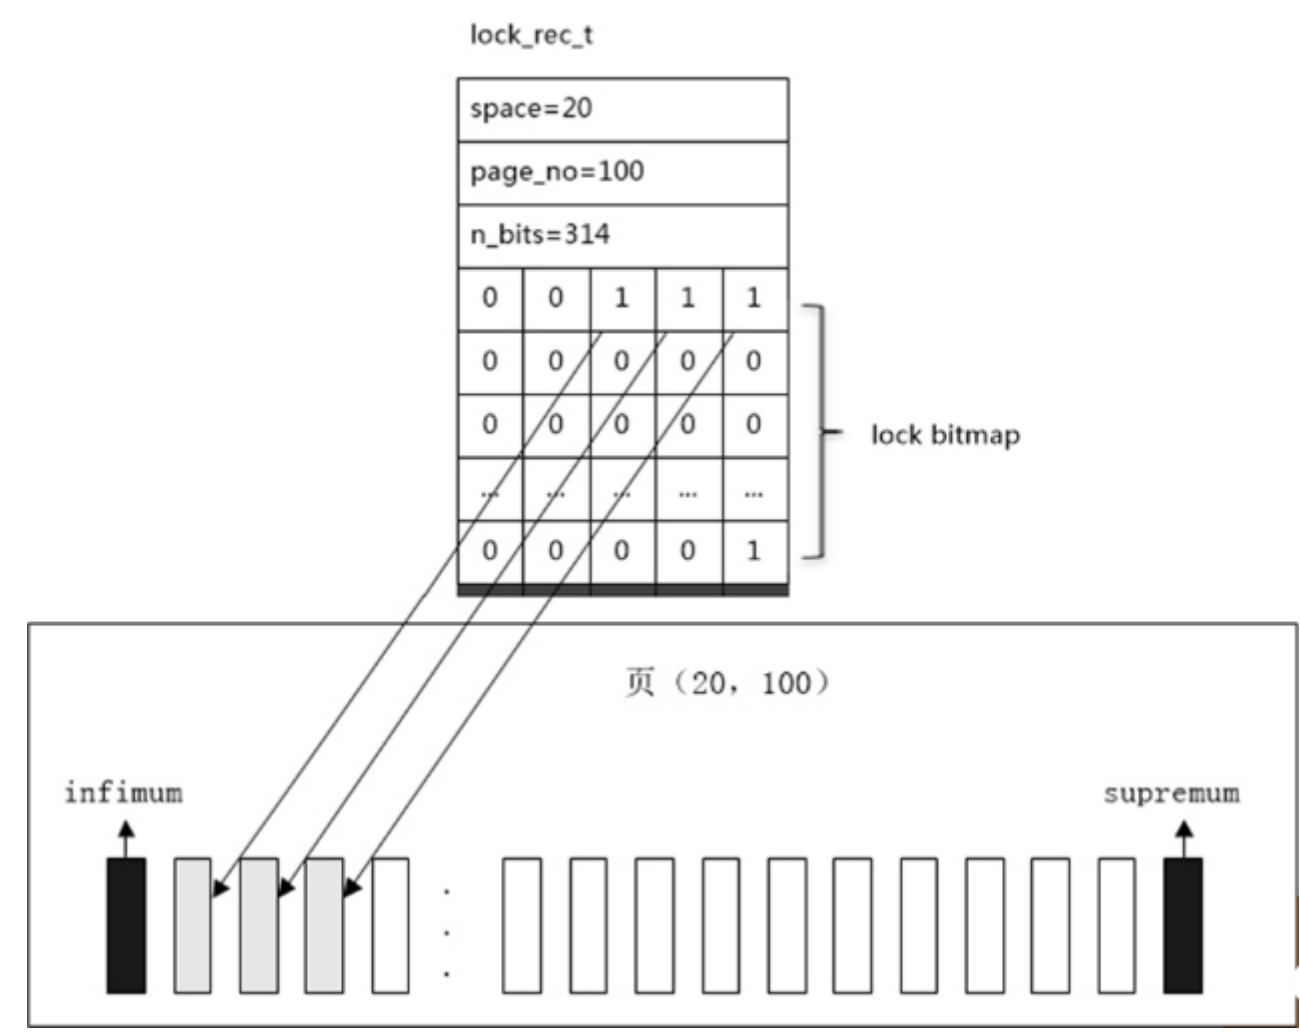 lock_rec_t
space=20
page_no=100
n_bits=314
0 0 1 1 1
0 0 0 0 0
0 0 0 0 0
... ... ... ... ...
0 0 0 0 1
lock bitmap
页（20，100）
infimum
supremum